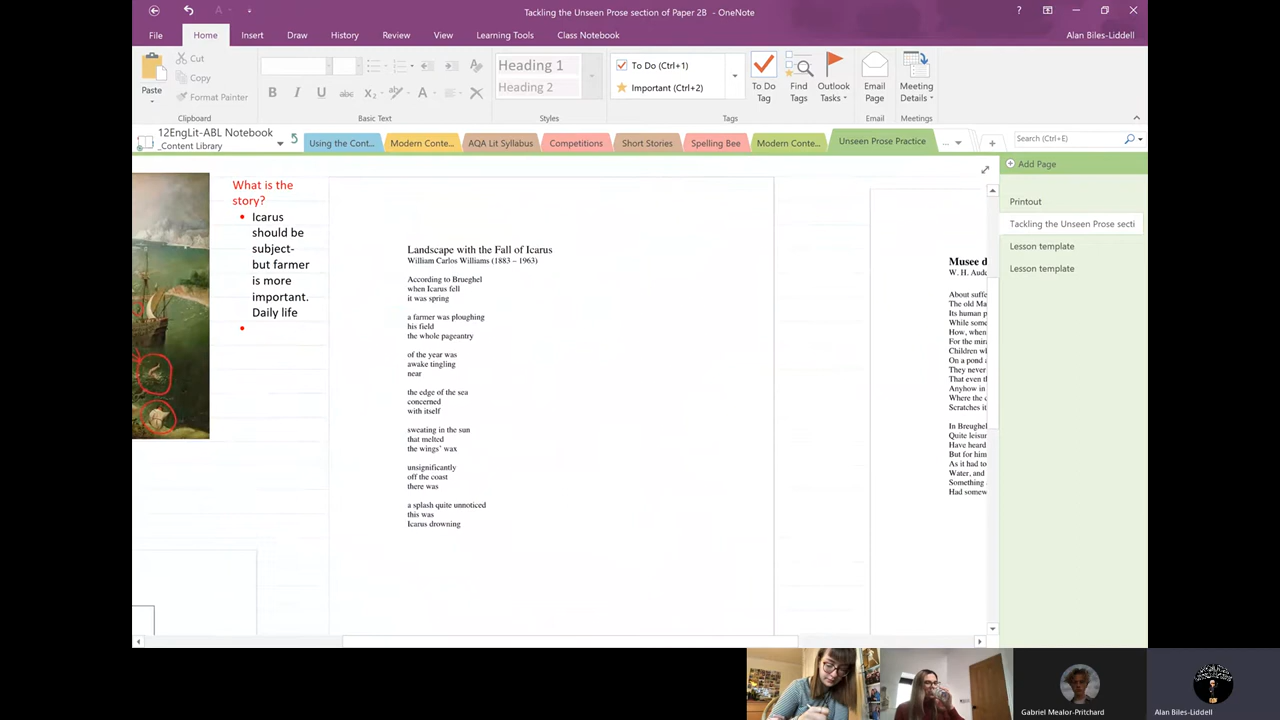 Tackling the Unseen Prose section of Paper 2B - OneNote
?
File
Home
Insert
Draw
History
Review
View
Learning Tools
Class Notebook
Alan Biles-Liddell
Paste
Cut
Copy
Format Painter
Clipboard
B I U abc X₂ A
Basic Text
Heading 1
Heading 2
Styles
To Do (Ctrl+1)
Important (Ctrl+2)
To Do
Tag
Find
Tags
Outlook
Tasks
Tags
Email
Page
Email
Meeting
Details
Meetings
12EngLit-ABL Notebook
_Content Library
Using the Cont...
Modern Conte...
AQA Lit Syllabus
Competitions
Short Stories
Spelling Bee
Modern Conte...
Unseen Prose Practice
...
Search (Ctrl+E)
Add Page
Printout
Tackling the Unseen Prose secti
Lesson template
Lesson template
What is the
story?
• Icarus
should be
subject-
but farmer
is more
important.
Daily life
•
Landscape with the Fall of Icarus
William Carlos Williams (1883 – 1963)
According to Brueghel
when Icarus fell
it was spring
a farmer was ploughing
his field
the whole pageantry
of the year was
awake tingling
near
the edge of the sea
concerned
with itself
sweating in the sun
that melted
the wings' wax
unsignificantly
off the coast
there was
a splash quite unnoticed
this was
Icarus drowning
Musee d
W. H. Aude
About suffe
The old Ma
Its human p
While some
How, when
For the mira
Children wh
On a pond a
They never
That even th
Anyhow in
Where the d
Scratches it
In Breughel
Quite leisur
Have heard
But for him
As it had to
Water, and
Something
Had somew
Gabriel Mealor-Pritchard
Alan Biles-Liddell